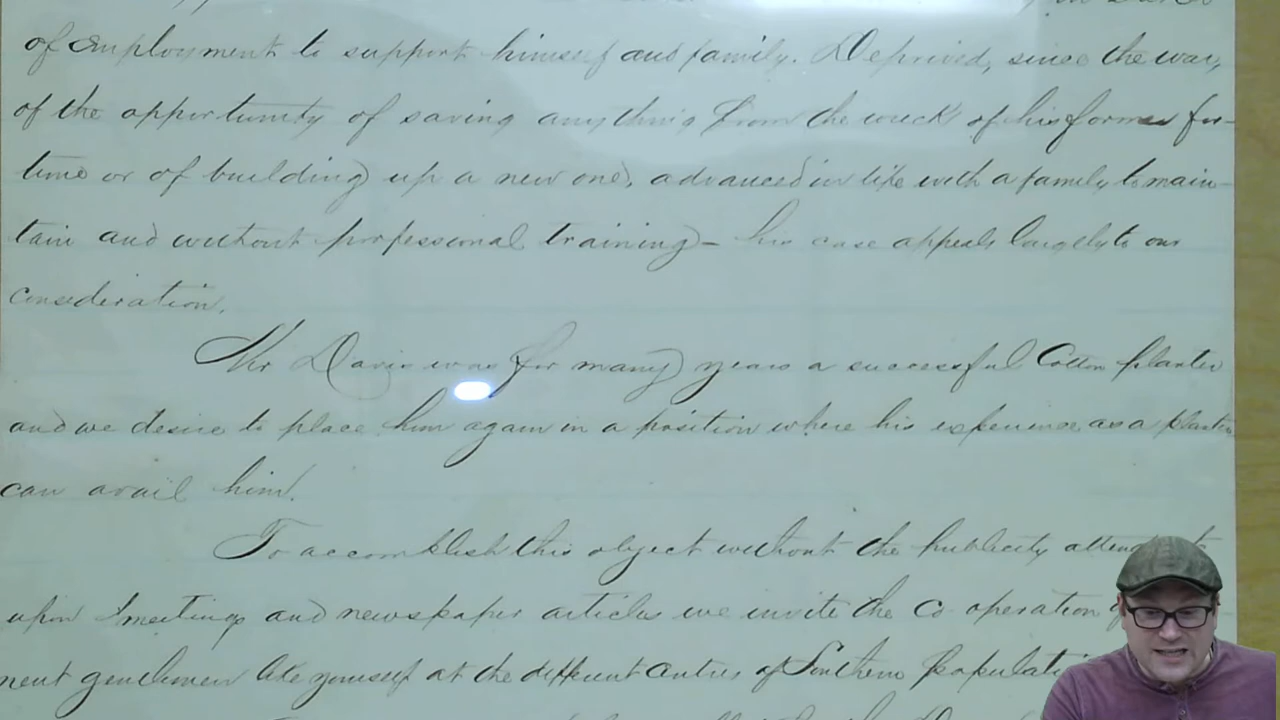 of Employment to support himself and family. Deprived, since the war,
of the opportunity of saving anything from the wreck of his former for-
tune or of building up a new one, advanced in life with a family to main-
tain and without professional training - his case appeals largely to our
consideration.
Mr Davis was for many years a successful Cotton planter
and we desire to place him again in a position where his experience as a planter
can avail him.
To accomplish this object without the publicity
upon meetings and newspaper articles we invite the Co operation
nent gentlemen like yourself at the different centres of Southern